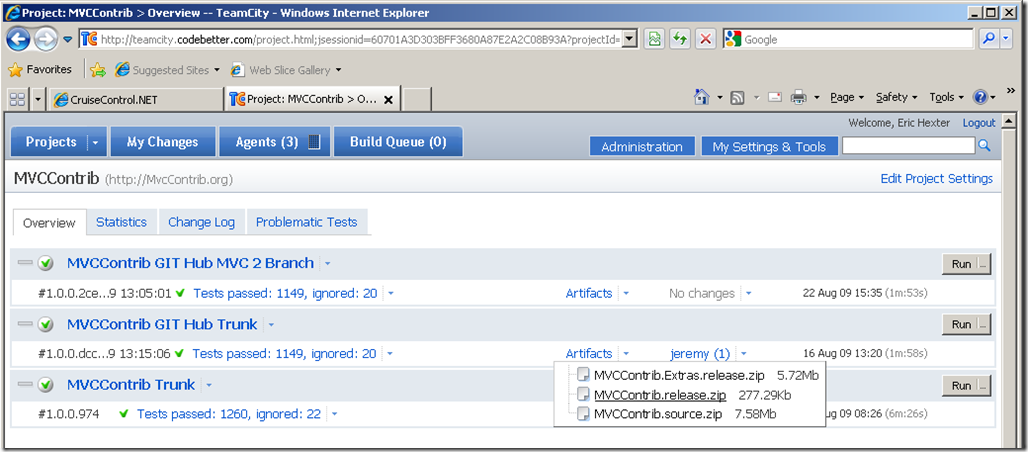 Project: MVCContrib > Overview -- TeamCity - Windows Internet Explorer
http://teamcity.codebetter.com/project.html;jsessionid=60701A3D303BFF3680A87E2A2C08B93A?projectId= Google
Favorites Suggested Sites Web Slice Gallery
CruiseControl.NET Project: MVCContrib > O... Page Safety Tools »
Welcome, Eric Hexter Logout
Projects My Changes Agents (3) Build Queue (0) Administration My Settings & Tools
MVCContrib (http://MvcContrib.org) Edit Project Settings
Overview Statistics Change Log Problematic Tests
MVCContrib GIT Hub MVC 2 Branch Run ...
#1.0.0.2ce...9 13:05:01 Tests passed: 1149, ignored: 20 Artifacts No changes 22 Aug 09 15:35 (1m:53s)
MVCContrib GIT Hub Trunk Run ...
#1.0.0.dcc...9 13:15:06 Tests passed: 1149, ignored: 20 Artifacts jeremy (1) 16 Aug 09 13:20 (1m:58s)
MVCContrib.Extras.release.zip 5.72Mb
MVCContrib Trunk MVCContrib.release.zip 277.29Kb Run ...
#1.0.0.974 Tests passed: 1260, ignored: 22 MVCContrib.source.zip 7.58Mb ug 09 08:26 (6m:26s)